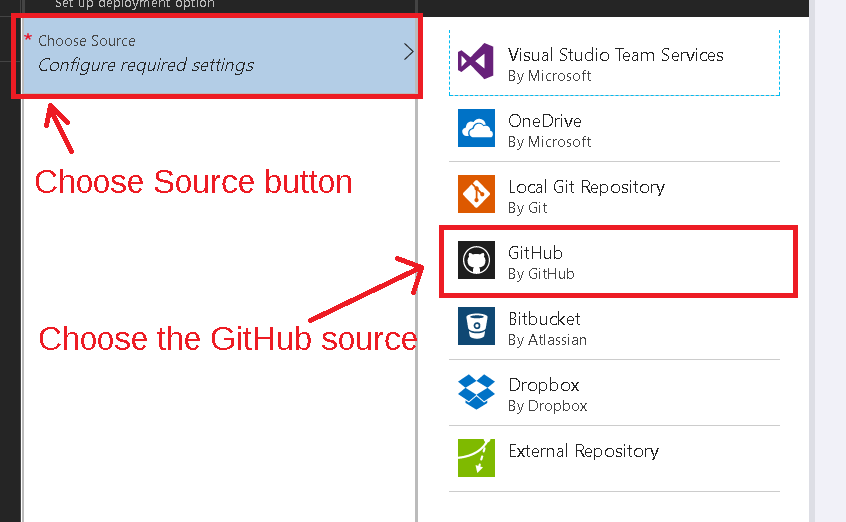 Set up deployment option
* Choose Source
Configure required settings
Choose Source button
Choose the GitHub source
Visual Studio Team Services
By Microsoft
OneDrive
By Microsoft
Local Git Repository
By Git
GitHub
By GitHub
Bitbucket
By Atlassian
Dropbox
By Dropbox
External Repository